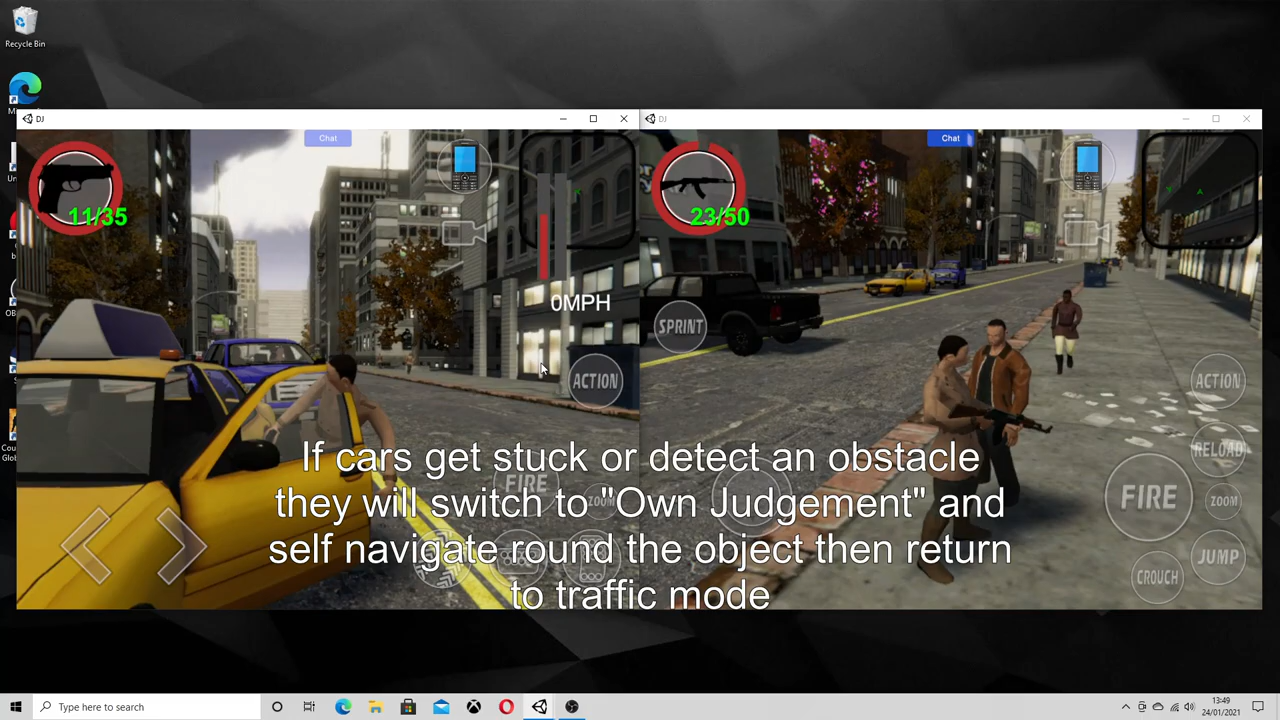 Recycle Bin
DJ
DJ
Chat
Chat
11/35
23/50
0MPH
SPRINT
ACTION
ACTION
RELOAD
FIRE
FIRE
ZOOM
ZOOM
JUMP
CROUCH
If cars get stuck or detect an obstacle
they will switch to "Own Judgement" and
self navigate round the object then return
to traffic mode
Type here to search
13:49
24/01/2021